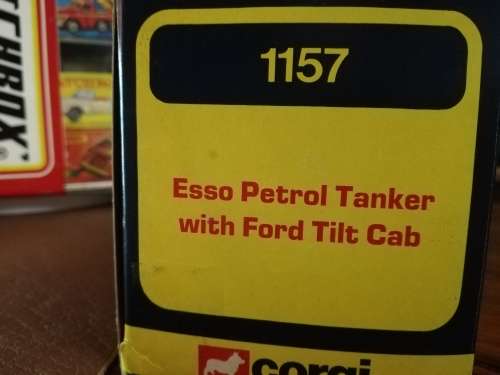 1157
Esso Petrol Tanker
with Ford Tilt Cab
corgi